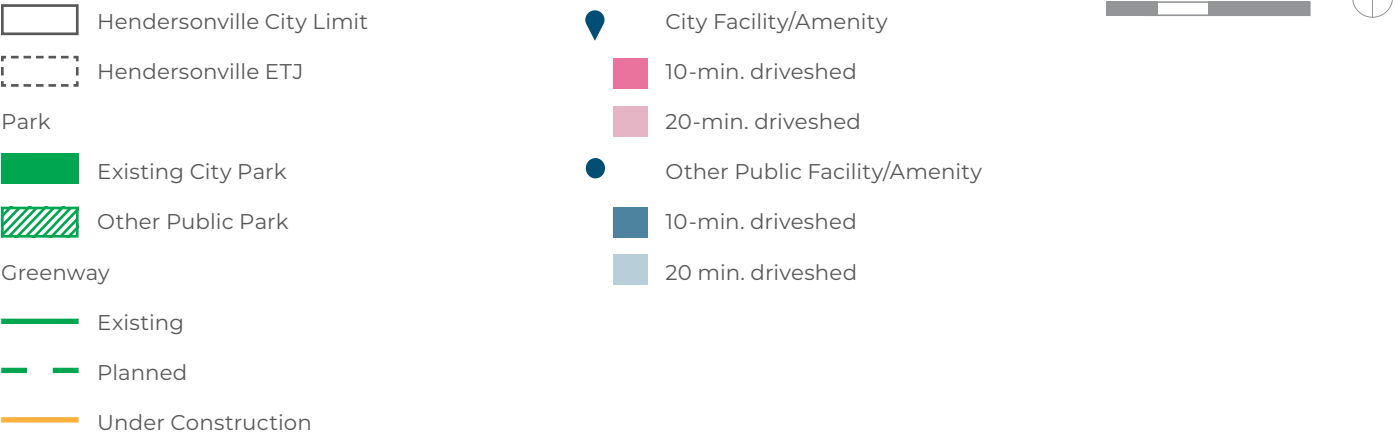 Hendersonville City Limit
Hendersonville ETJ
Park
Existing City Park
Other Public Park
Greenway
Existing
Planned
Under Construction
City Facility/Amenity
10-min. driveshed
20-min. driveshed
Other Public Facility/Amenity
10-min. driveshed
20 min. driveshed